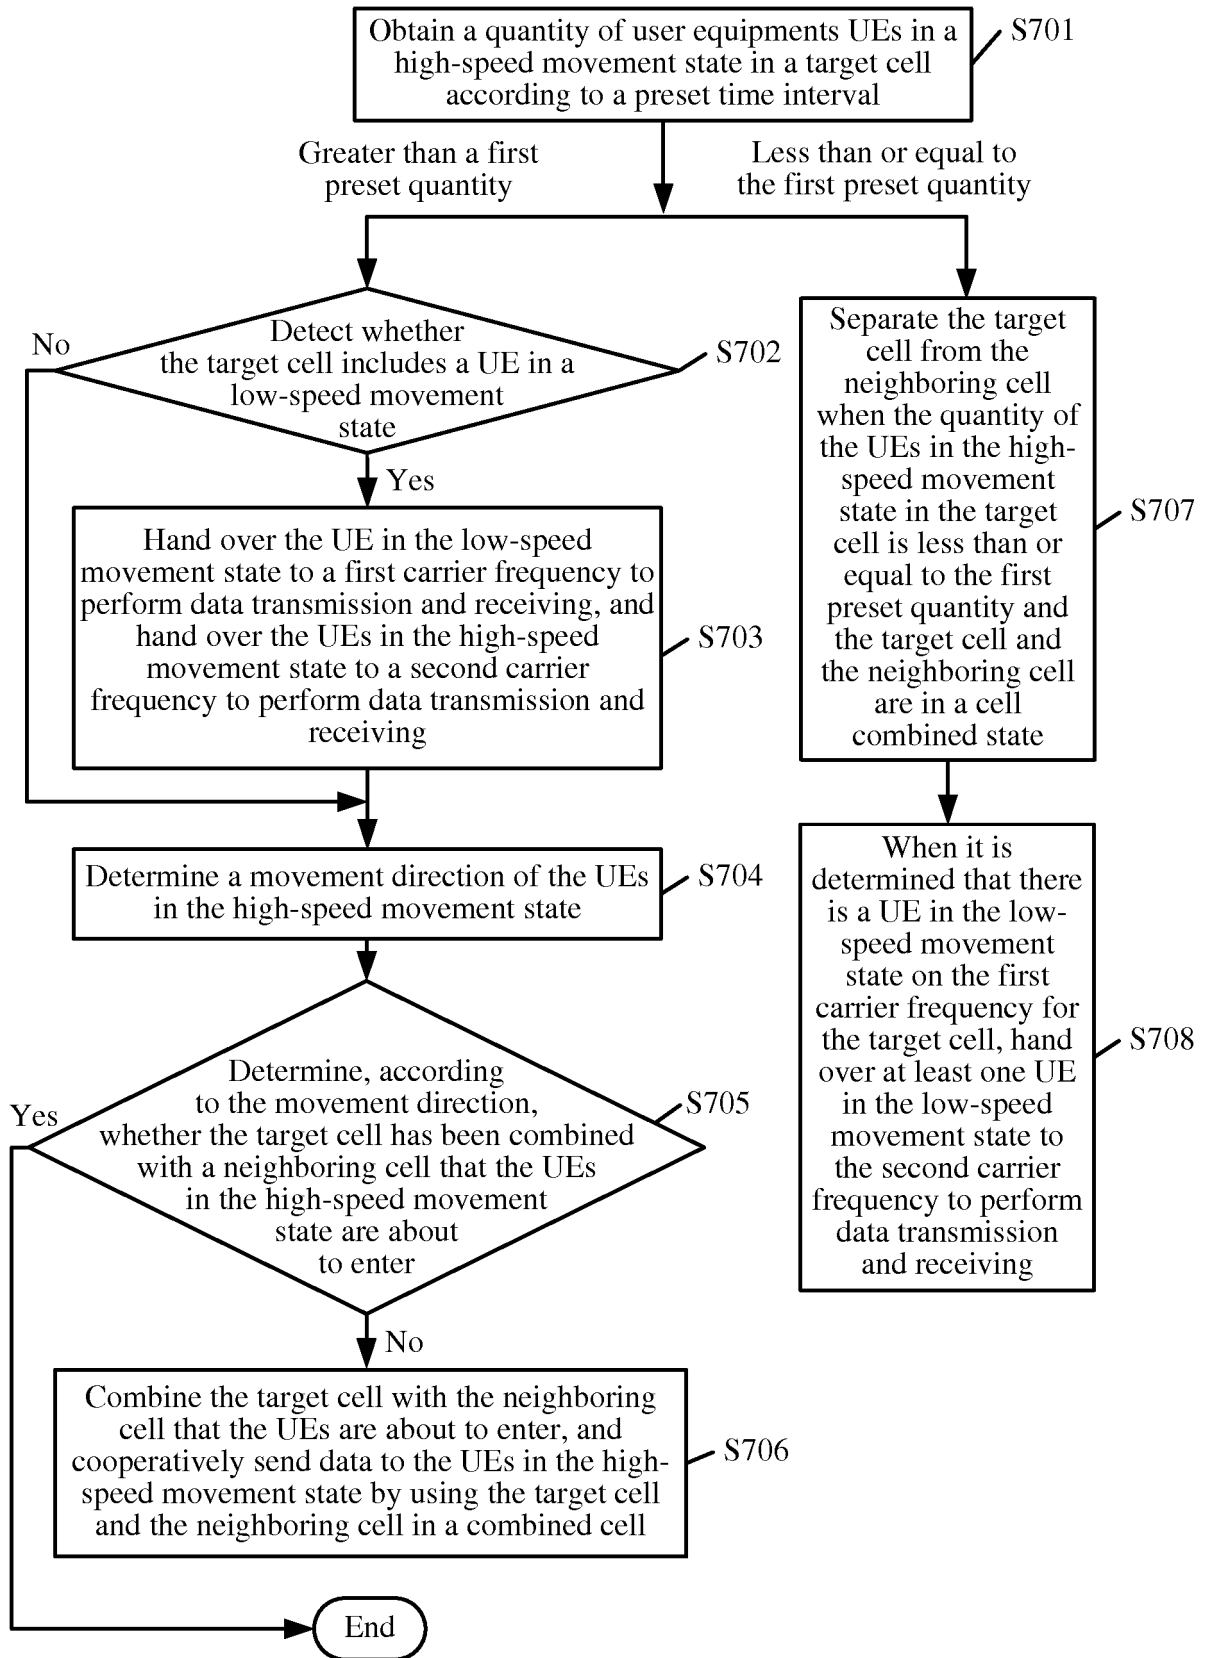 Obtain a quantity of user equipments UEs in a
high-speed movement state in a target cell
according to a preset time interval
S701
Greater than a first
preset quantity
Less than or equal to
the first preset quantity
Detect whether
the target cell includes a UE in a
low-speed movement
state
S702
No
Yes
Hand over the UE in the low-speed
movement state to a first carrier frequency to
perform data transmission and receiving, and
hand over the UEs in the high-speed
movement state to a second carrier
frequency to perform data transmission and
receiving
S703
Determine a movement direction of the UEs
in the high-speed movement state
S704
Determine, according
to the movement direction,
whether the target cell has been combined
with a neighboring cell that the UEs
in the high-speed movement
state are about
to enter
S705
Yes
No
Combine the target cell with the neighboring
cell that the UEs are about to enter, and
cooperatively send data to the UEs in the high-
speed movement state by using the target cell
and the neighboring cell in a combined cell
S706
End
Separate the target
cell from the
neighboring cell
when the quantity of
the UEs in the high-
speed movement
state in the target
cell is less than or
equal to the first
preset quantity and
the target cell and
the neighboring cell
are in a cell
combined state
S707
When it is
determined that there
is a UE in the low-
speed movement
state on the first
carrier frequency for
the target cell, hand
over at least one UE
in the low-speed
movement state to
the second carrier
frequency to perform
data transmission
and receiving
S708